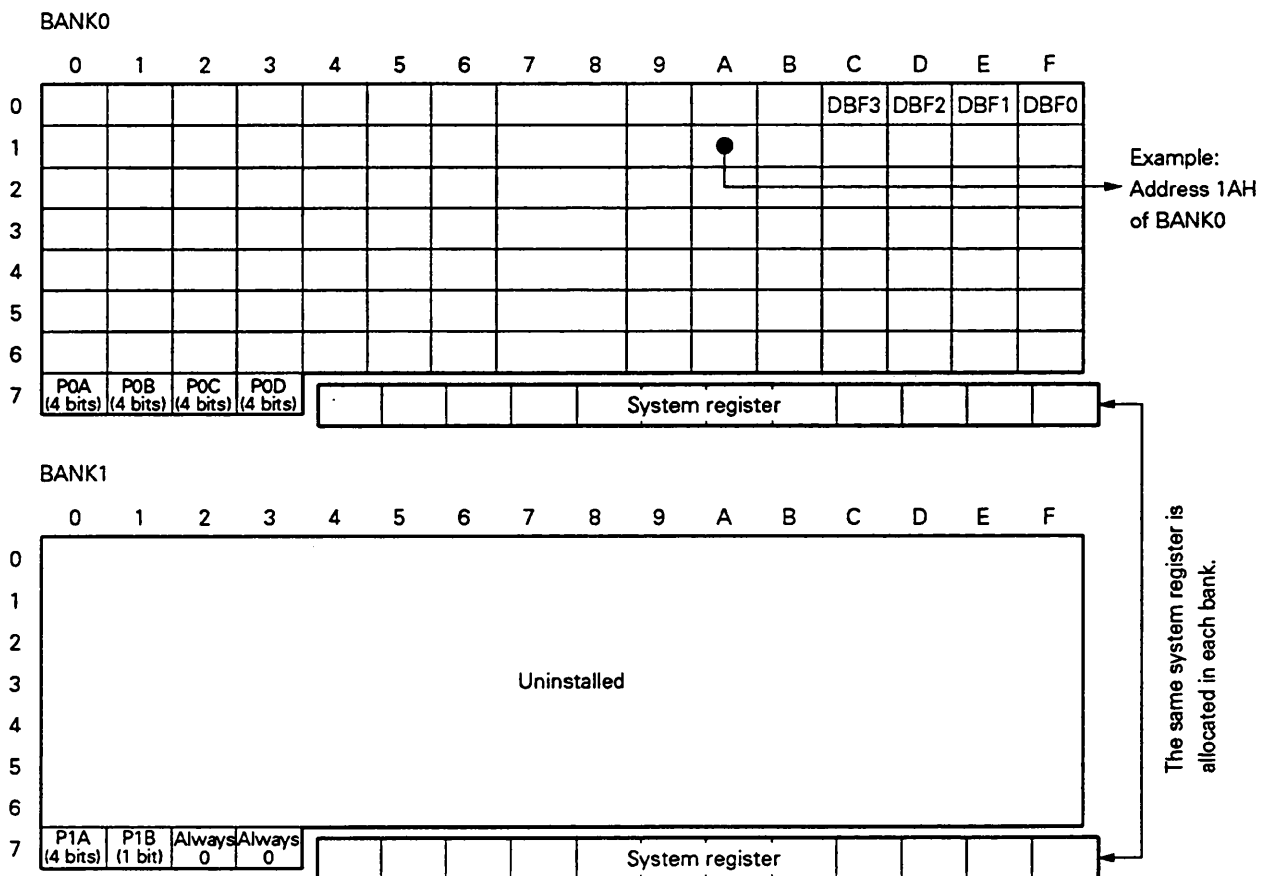 BANK0
0 1 2 3 4 5 6 7 8 9 A B C D E F
0 DBF3 DBF2 DBF1 DBF0
1
2
3
4
5
6
7 P0A P0B P0C P0D
(4 bits) (4 bits) (4 bits) (4 bits)
System register
Example:
Address 1AH
of BANK0
BANK1
0 1 2 3 4 5 6 7 8 9 A B C D E F
0
1
2
3 Uninstalled
4
5
6
7 P1A P1B Always Always
(4 bits) (1 bit) 0 0
System register
The same system register is
allocated in each bank.